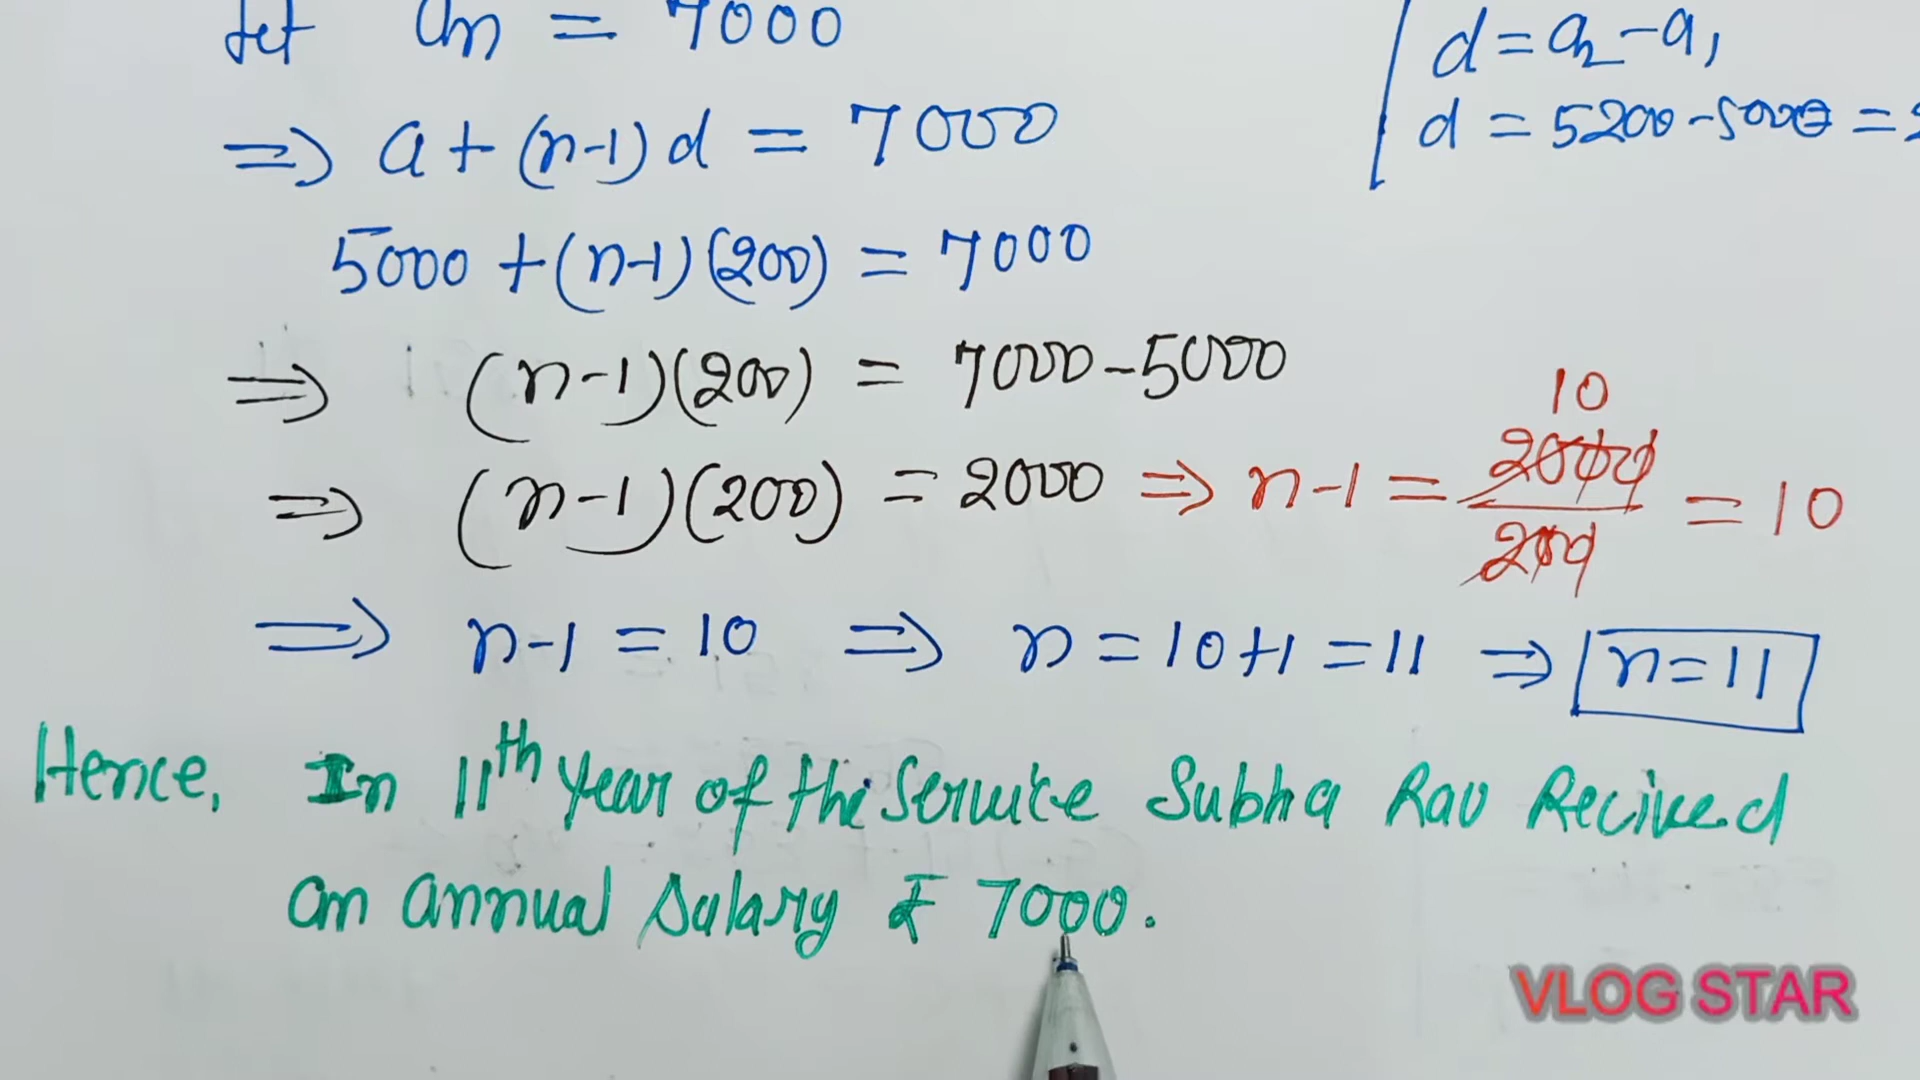 Let an = 7000
d = a2 - a1
⇒ a + (n-1) d = 7000
d = 5200 - 5000 =
5000 + (n-1) (200) = 7000
⇒ (n-1) (200) = 7000 - 5000
10
⇒ (n-1) (200) = 2000 ⇒ n-1 = 2000/200 = 10
⇒ n-1 = 10 ⇒ n = 10+1 = 11 ⇒ n = 11
Hence, In 11th Year of the Service Subha Rav Recived
an annual Salary ₹ 7000.
VLOG STAR